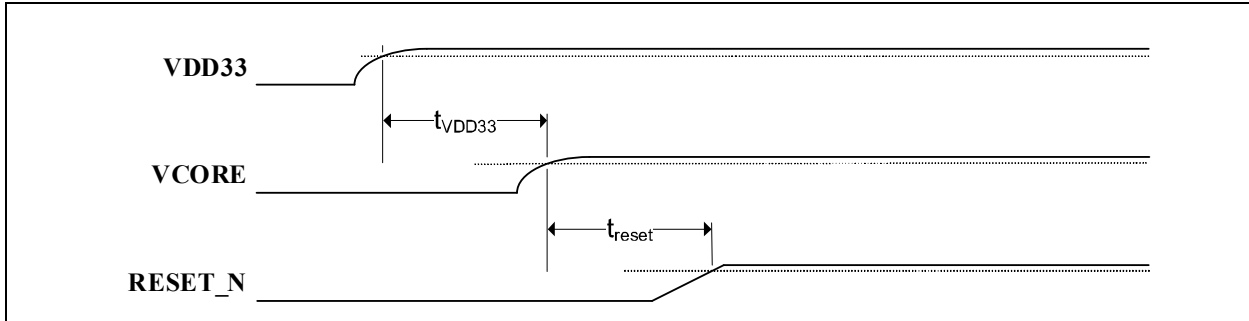 VDD33
tVDD33
VCORE
treset
RESET_N